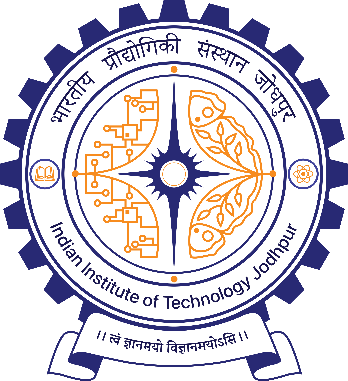 भारतीय प्रौद्योगिकी संस्थान जोधपुर
Indian Institute of Technology Jodhpur
।। त्वं ज्ञानमयो विज्ञानमयोऽसि ।।